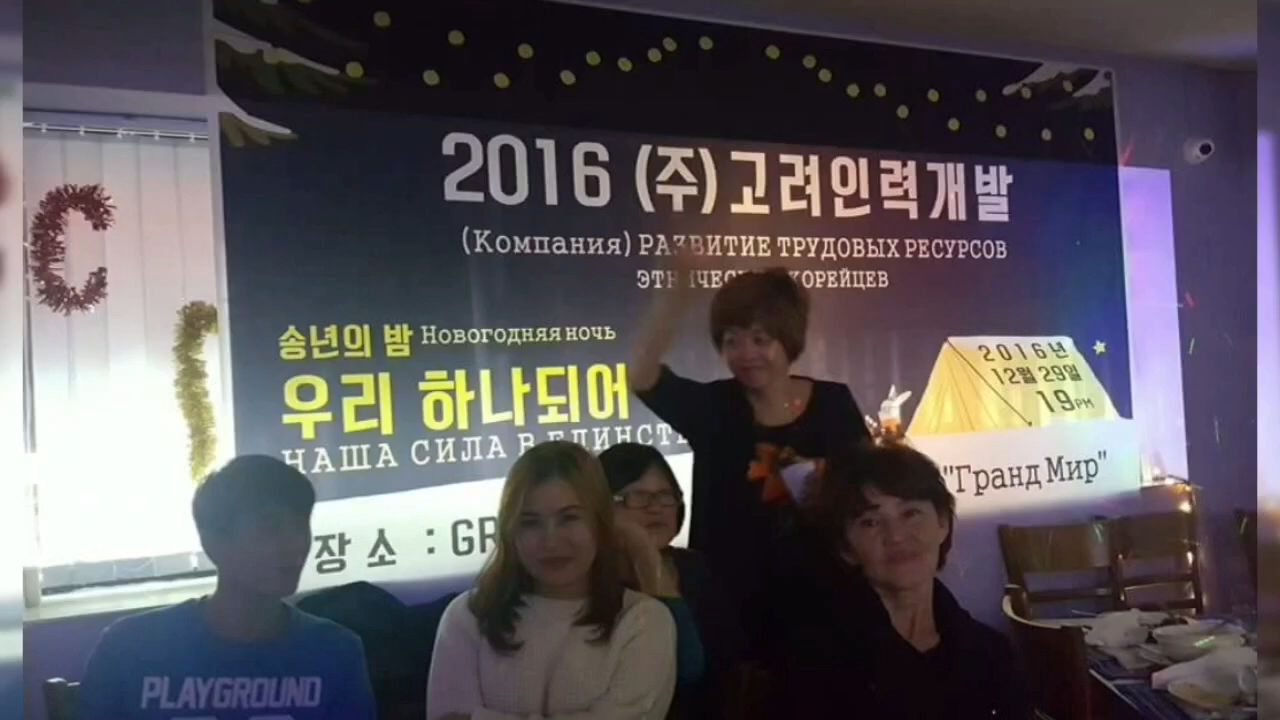 2016 (주)고려인력개발
(Компания) РАЗВИТИЕ ТРУДОВЫХ РЕСУРСОВ
КОРЕЙЦЕВ
송년의 밤 Новогодняя ночь
우리 하나되어
НАША СИЛА В
2016년
12월 29일
19PM
"Гранд Мир"
장소 : GR
PLAYGROUND
C